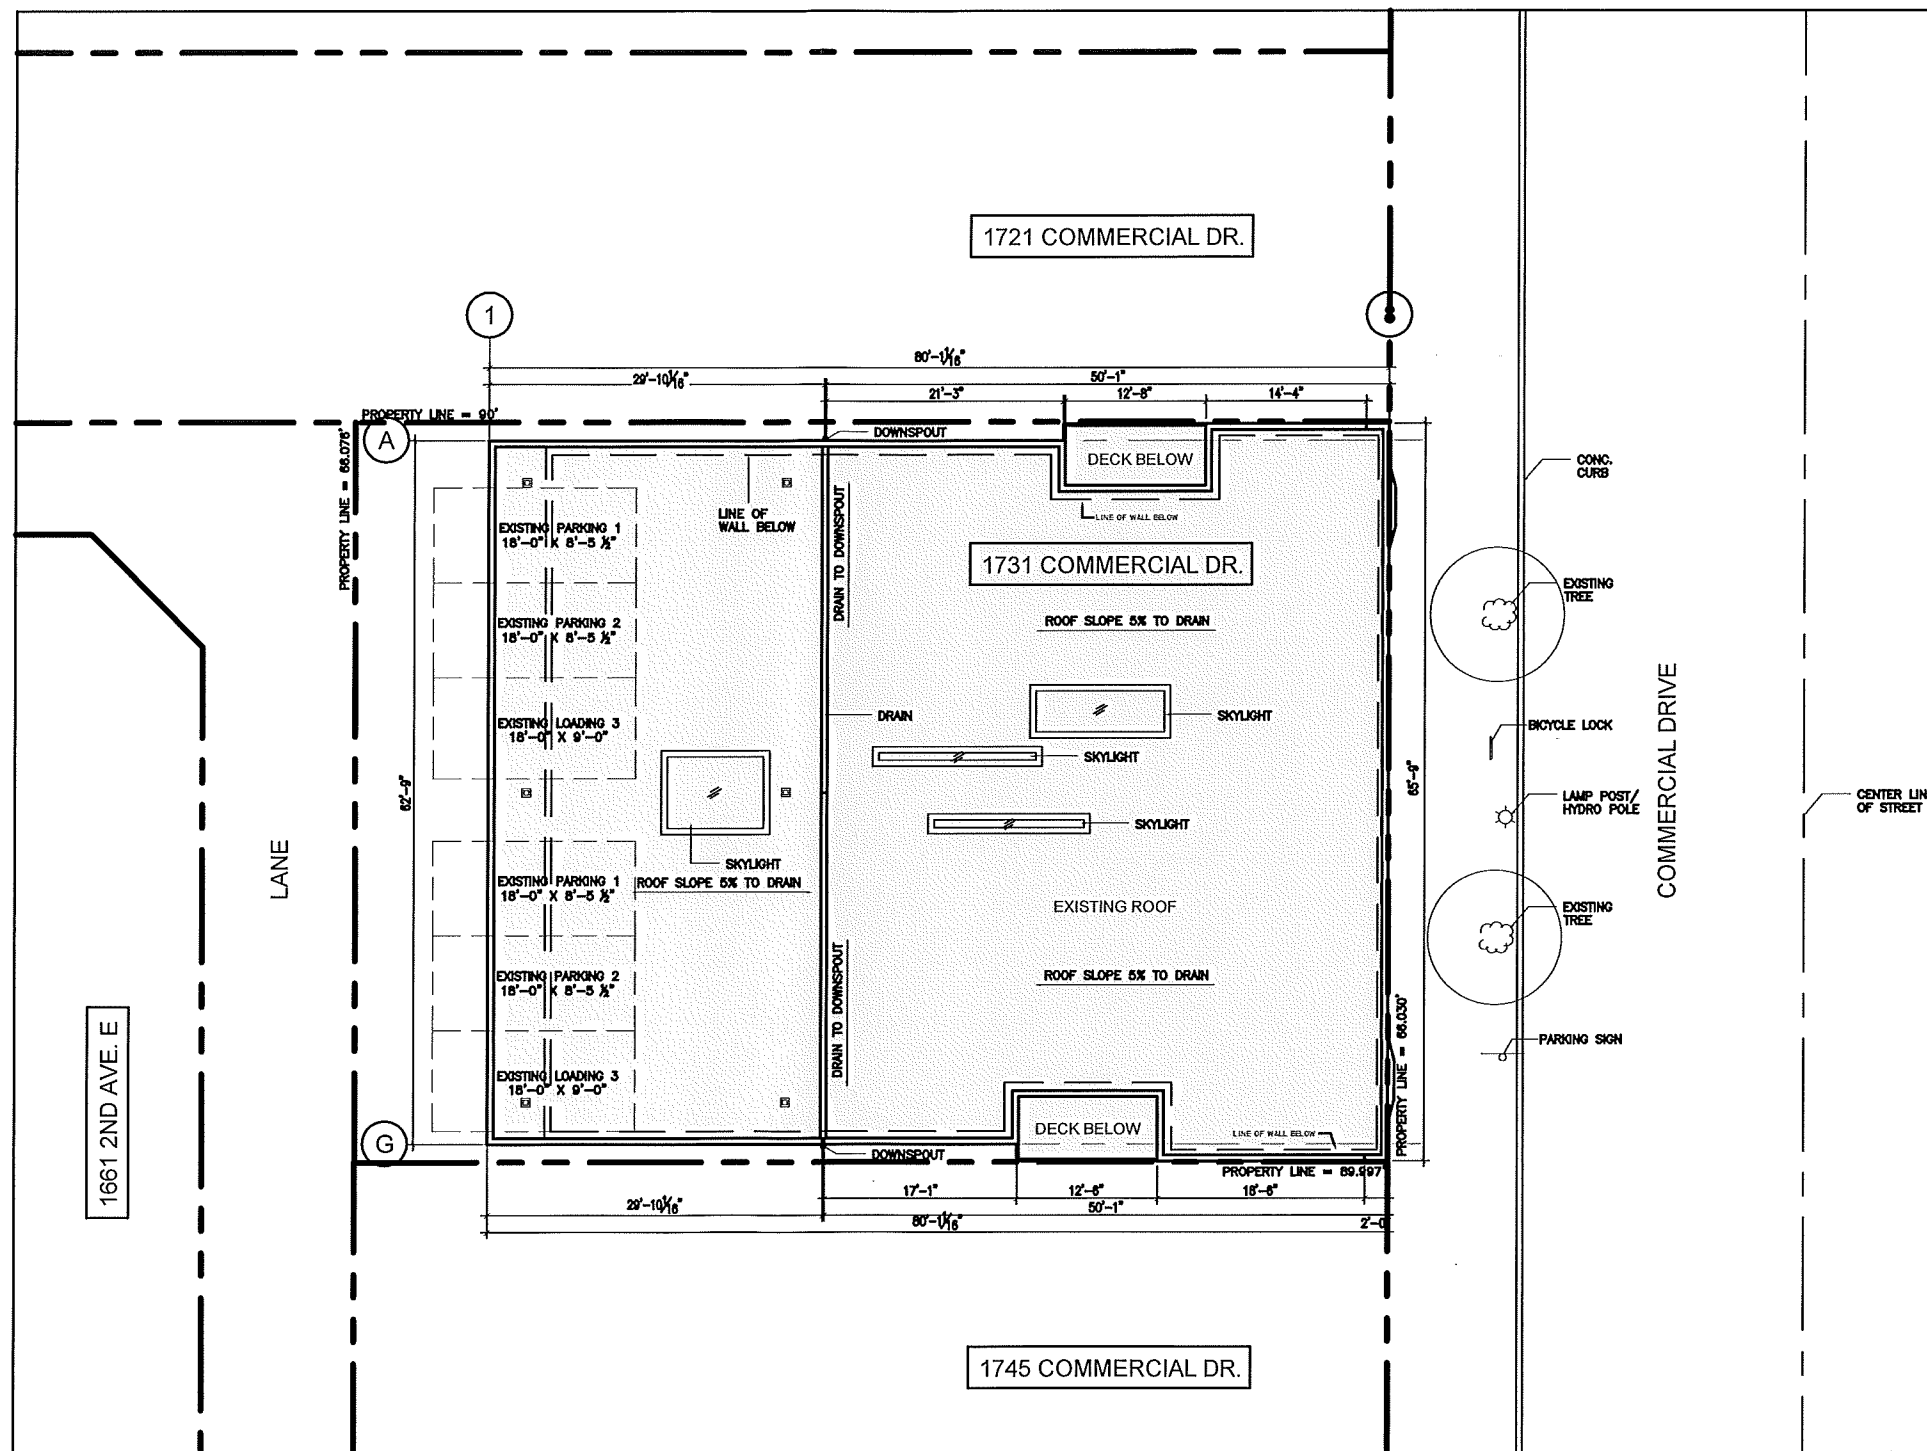 1721 COMMERCIAL DR.
1
8
80'-1 1/16"
29'-10 1/16"
50'-1"
21'-3"
12'-8"
14'-4"
PROPERTY LINE = 90'
A
PROPERTY LINE = 66.076'
DOWNSPOUT
DECK BELOW
LINE OF
WALL BELOW
LINE OF WALL BELOW
CONC.
CURB
EXISTING PARKING 1
18'-0" X 8'-5 ½"
DRAIN TO DOWNSPOUT
1731 COMMERCIAL DR.
EXISTING
TREE
EXISTING PARKING 2
18'-0" X 8'-5 ½"
ROOF SLOPE 5% TO DRAIN
EXISTING LOADING 3
18'-0" X 9'-0"
DRAIN
SKYLIGHT
SKYLIGHT
BICYCLE LOCK
COMMERCIAL DRIVE
62'-9"
65'-9"
LAMP POST/
HYDRO POLE
CENTER LIN
OF STREET
SKYLIGHT
LANE
SKYLIGHT
EXISTING PARKING 1
18'-0" X 8'-5 ½"
ROOF SLOPE 5% TO DRAIN
EXISTING ROOF
EXISTING
TREE
EXISTING PARKING 2
18'-0" X 8'-5 ½"
DRAIN TO DOWNSPOUT
ROOF SLOPE 5% TO DRAIN
PROPERTY LINE = 66.030'
PARKING SIGN
1661 2ND AVE. E
EXISTING LOADING 3
18'-0" X 9'-0"
DECK BELOW
LINE OF WALL BELOW
G
DOWNSPOUT
PROPERTY LINE = 89.997'
17'-1"
12'-6"
18'-6"
29'-10 1/16"
50'-1"
80'-1 1/16"
2'-0
1745 COMMERCIAL DR.